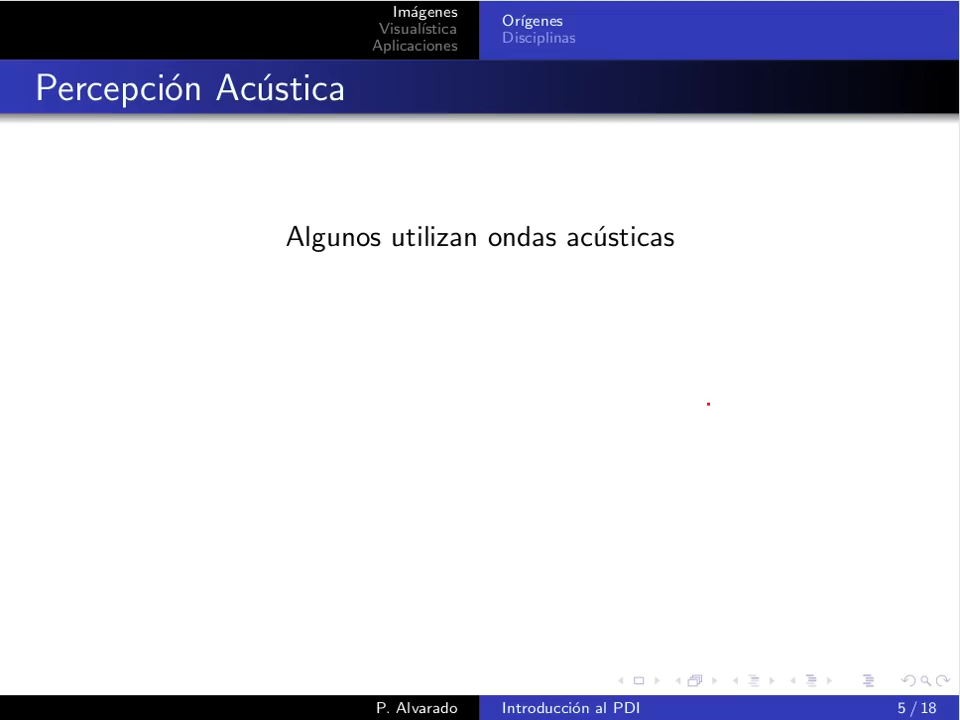 Imágenes
Visualística
Aplicaciones
Orígenes
Disciplinas
Percepción Acústica
Algunos utilizan ondas acústicas
P. Alvarado
Introducción al PDI
5 / 18